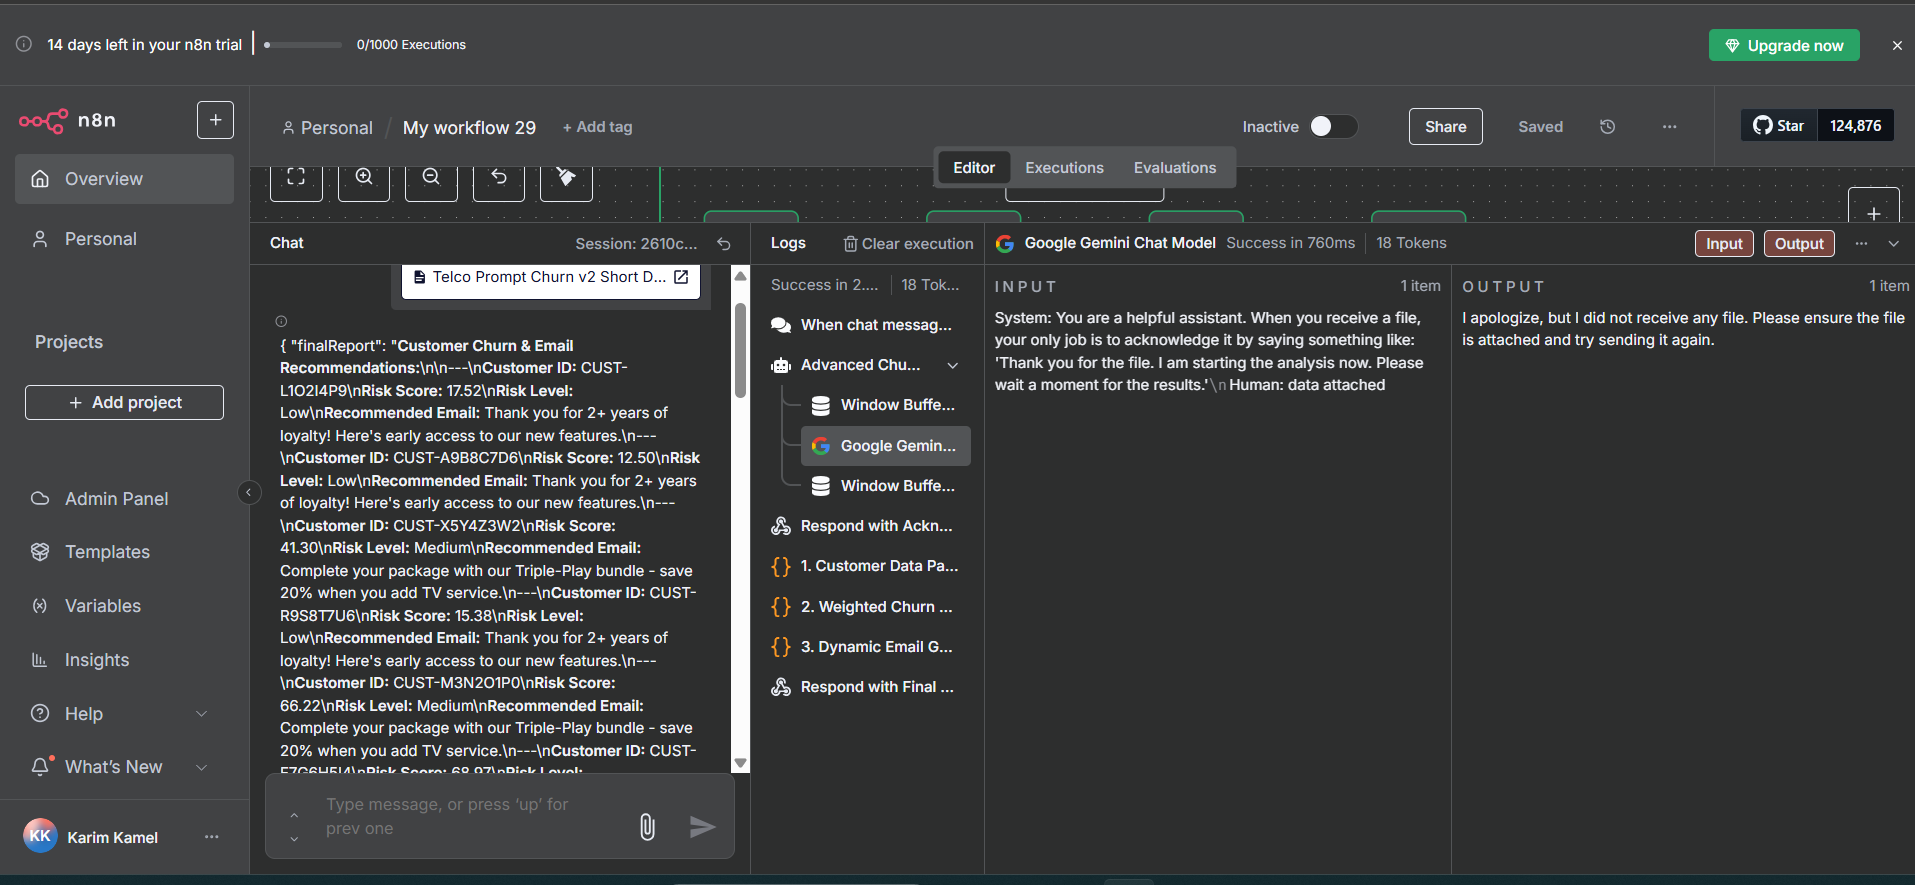 14 days left in your n8n trial
0/1000 Executions
Upgrade now
n8n
Personal / My workflow 29
+ Add tag
Inactive
Share
Saved
Star
124,876
Editor
Executions
Evaluations
Overview
Personal
Projects
+ Add project
Admin Panel
Templates
Variables
Insights
Help
What's New
KK
Karim Kamel
Chat
Session: 2610c...
Telco Prompt Churn v2 Short D...
{ "finalReport": "Customer Churn & Email
Recommendations:\n\n---\nCustomer ID: CUST-
L1O2I4P9\nRisk Score: 17.52\nRisk Level:
Low\nRecommended Email: Thank you for 2+ years of
loyalty! Here's early access to our new features.\n---
\nCustomer ID: CUST-A9B8C7D6\nRisk Score: 12.50\nRisk
Level: Low\nRecommended Email: Thank you for 2+ years
of loyalty! Here's early access to our new features.\n---
\nCustomer ID: CUST-X5Y4Z3W2\nRisk Score:
41.30\nRisk Level: Medium\nRecommended Email:
Complete your package with our Triple-Play bundle - save
20% when you add TV service.\n---\nCustomer ID: CUST-
R9S8T7U6\nRisk Score: 15.38\nRisk Level:
Low\nRecommended Email: Thank you for 2+ years of
loyalty! Here's early access to our new features.\n---
\nCustomer ID: CUST-M3N2O1P0\nRisk Score:
66.22\nRisk Level: Medium\nRecommended Email:
Complete your package with our Triple-Play bundle - save
20% when you add TV service.\n---\nCustomer ID: CUST-
F7G6H5I4\nRisk Score: 68.97\nRisk Level:
Type message, or press 'up' for
prev one
Logs
Clear execution
Success in 2....
18 Tok...
When chat messag...
Advanced Chu...
Window Buffe...
Google Gemin...
Window Buffe...
Respond with Ackn...
{} 1. Customer Data Pa...
{} 2. Weighted Churn ...
{} 3. Dynamic Email G...
Respond with Final ...
Google Gemini Chat Model
Success in 760ms
18 Tokens
Input
Output
INPUT
1 item
System: You are a helpful assistant. When you receive a file,
your only job is to acknowledge it by saying something like:
'Thank you for the file. I am starting the analysis now. Please
wait a moment for the results.'\n Human: data attached
OUTPUT
1 item
I apologize, but I did not receive any file. Please ensure the file
is attached and try sending it again.